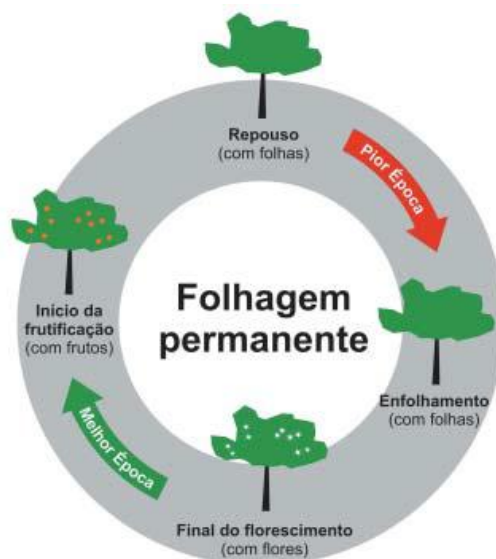 Repouso
(com folhas)
Pior Época
Folhagem
permanente
Enfolhamento
(com folhas)
Final do florescimento
(com flores)
Melhor Época
Início da
frutificação
(com frutos)